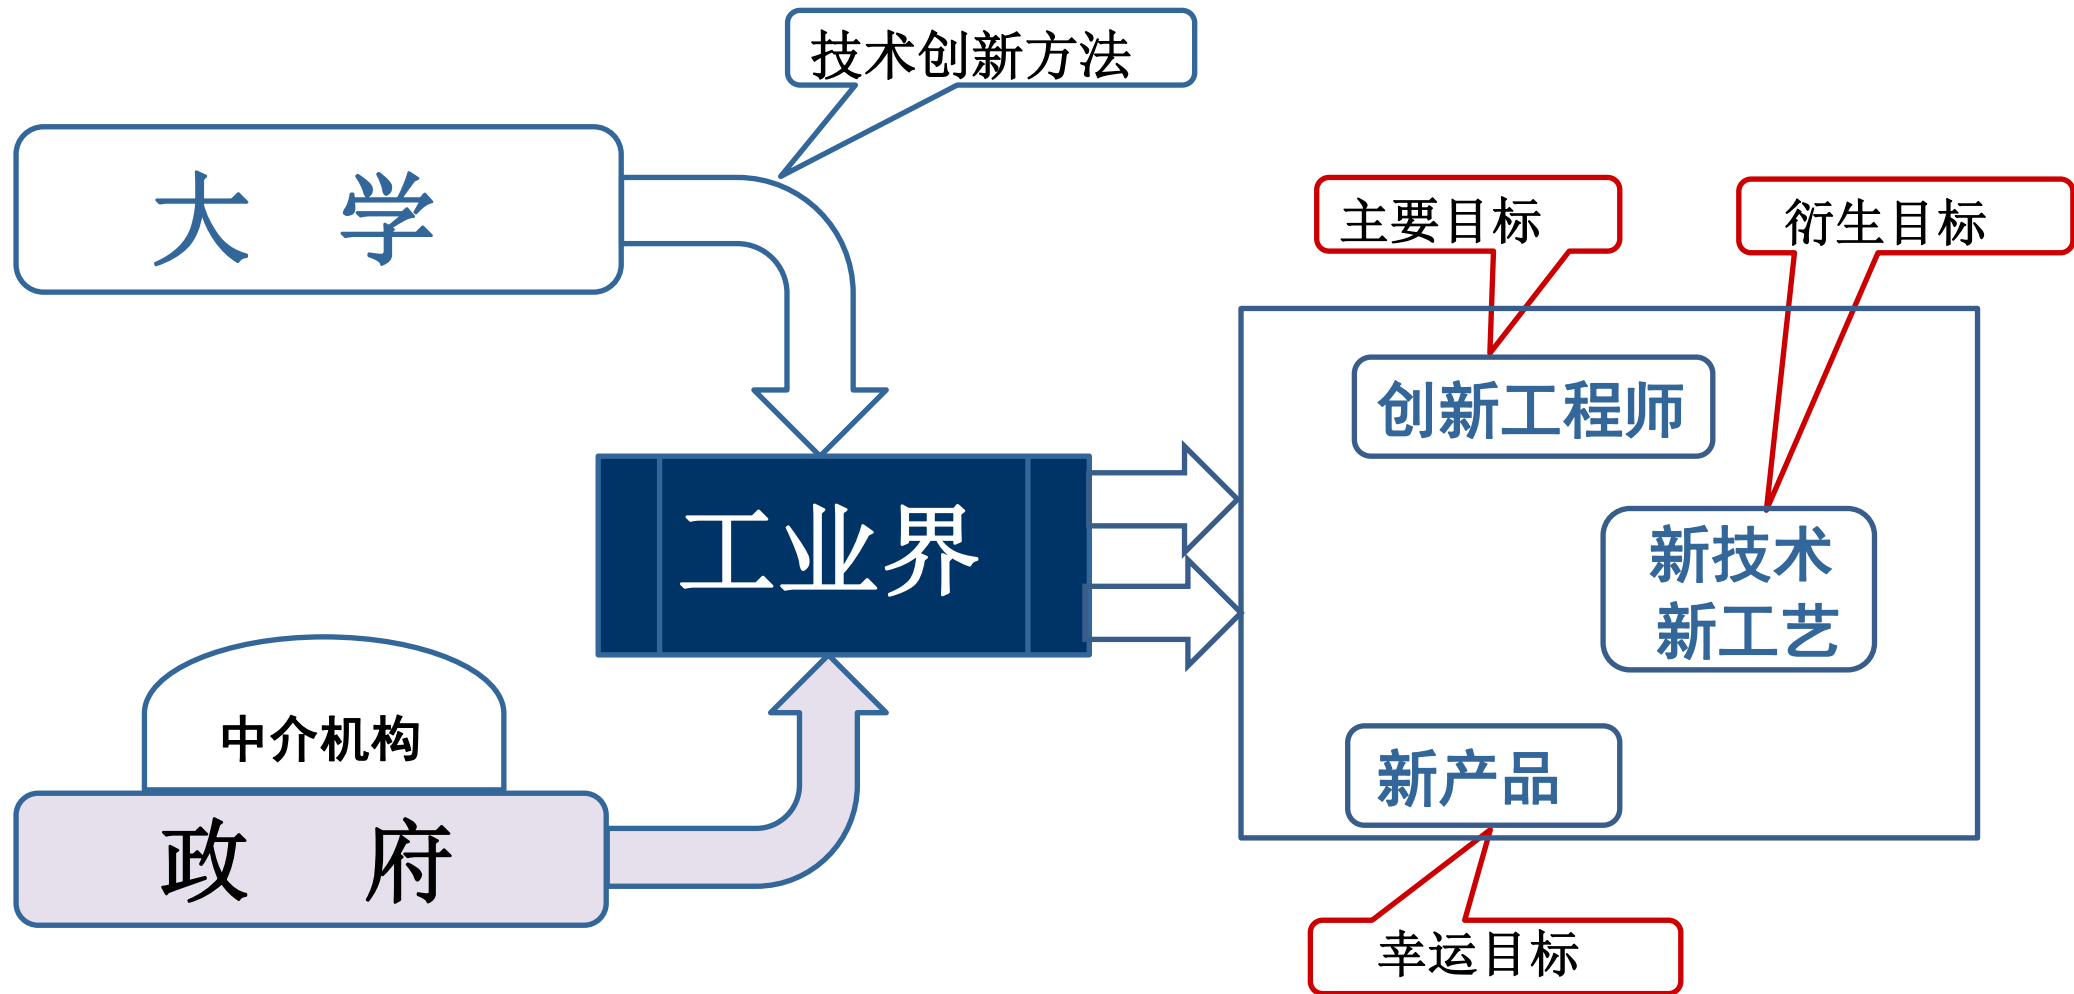 技术创新方法
大 学
主要目标
衍生目标
创新工程师
工业界
新技术
新工艺
中介机构
新产品
政 府
幸运目标